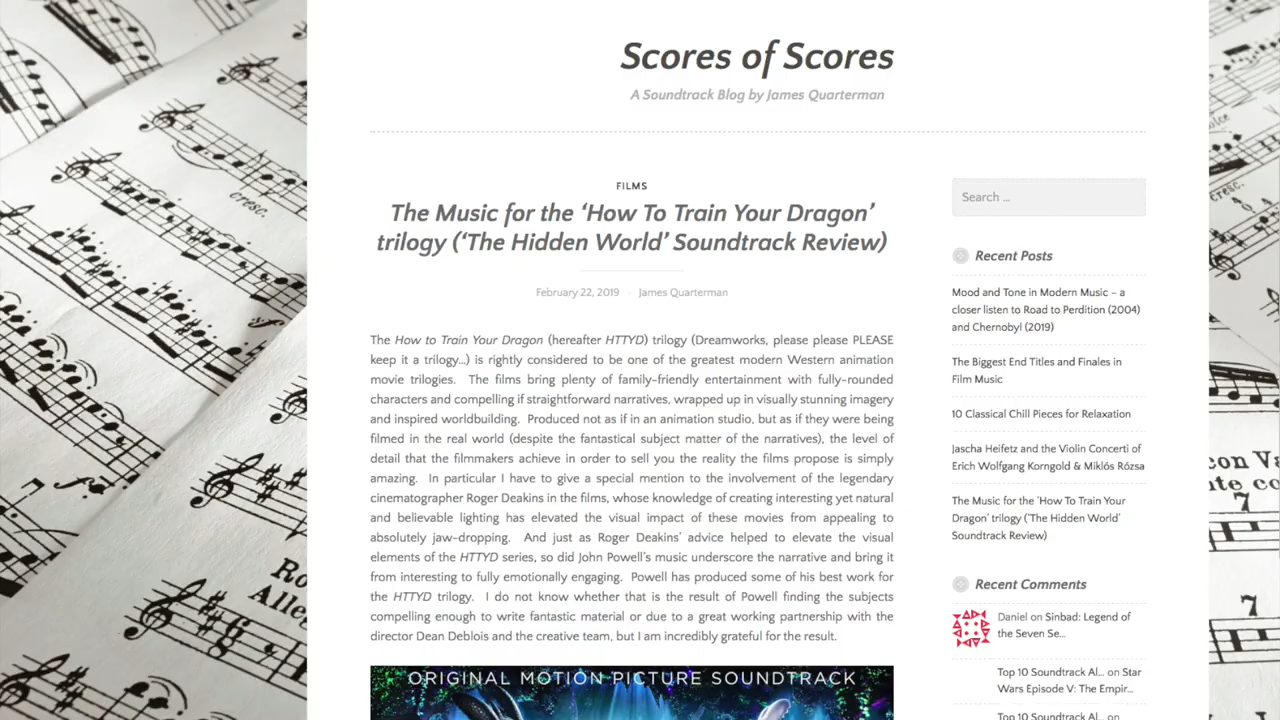 Scores of Scores
A Soundtrack Blog by James Quarterman
FILMS
The Music for the ‘How To Train Your Dragon’
trilogy (‘The Hidden World’ Soundtrack Review)
February 22, 2019 · James Quarterman
The How to Train Your Dragon (hereafter HTTYD) trilogy (Dreamworks, please please PLEASE
keep it a trilogy...) is rightly considered to be one of the greatest modern Western animation
movie trilogies. The films bring plenty of family-friendly entertainment with fully-rounded
characters and compelling if straightforward narratives, wrapped up in visually stunning imagery
and inspired worldbuilding. Produced not as if in an animation studio, but as if they were being
filmed in the real world (despite the fantastical subject matter of the narratives), the level of
detail that the filmmakers achieve in order to sell you the reality the films propose is simply
amazing. In particular I have to give a special mention to the involvement of the legendary
cinematographer Roger Deakins in the films, whose knowledge of creating interesting yet natural
and believable lighting has elevated the visual impact of these movies from appealing to
absolutely jaw-dropping. And just as Roger Deakins’ advice helped to elevate the visual
elements of the HTTYD series, so did John Powell’s music underscore the narrative and bring it
from interesting to fully emotionally engaging. Powell has produced some of his best work for
the HTTYD trilogy. I do not know whether that is the result of Powell finding the subjects
compelling enough to write fantastic material or due to a great working partnership with the
director Dean Deblois and the creative team, but I am incredibly grateful for the result.
ORIGINAL MOTION PICTURE SOUNDTRACK
Search ...
Recent Posts
Mood and Tone in Modern Music – a
closer listen to Road to Perdition (2004)
and Chernobyl (2019)
The Biggest End Titles and Finales in
Film Music
10 Classical Chill Pieces for Relaxation
Jascha Heifetz and the Violin Concerti of
Erich Wolfgang Korngold & Miklós Rózsa
The Music for the ‘How To Train Your
Dragon’ trilogy (‘The Hidden World’
Soundtrack Review)
Recent Comments
Daniel on Sinbad: Legend of
the Seven Se...
Top 10 Soundtrack Al... on Star
Wars Episode V: The Empir...
Top 10 Soundtrack Al... on
cresc.
cresc.